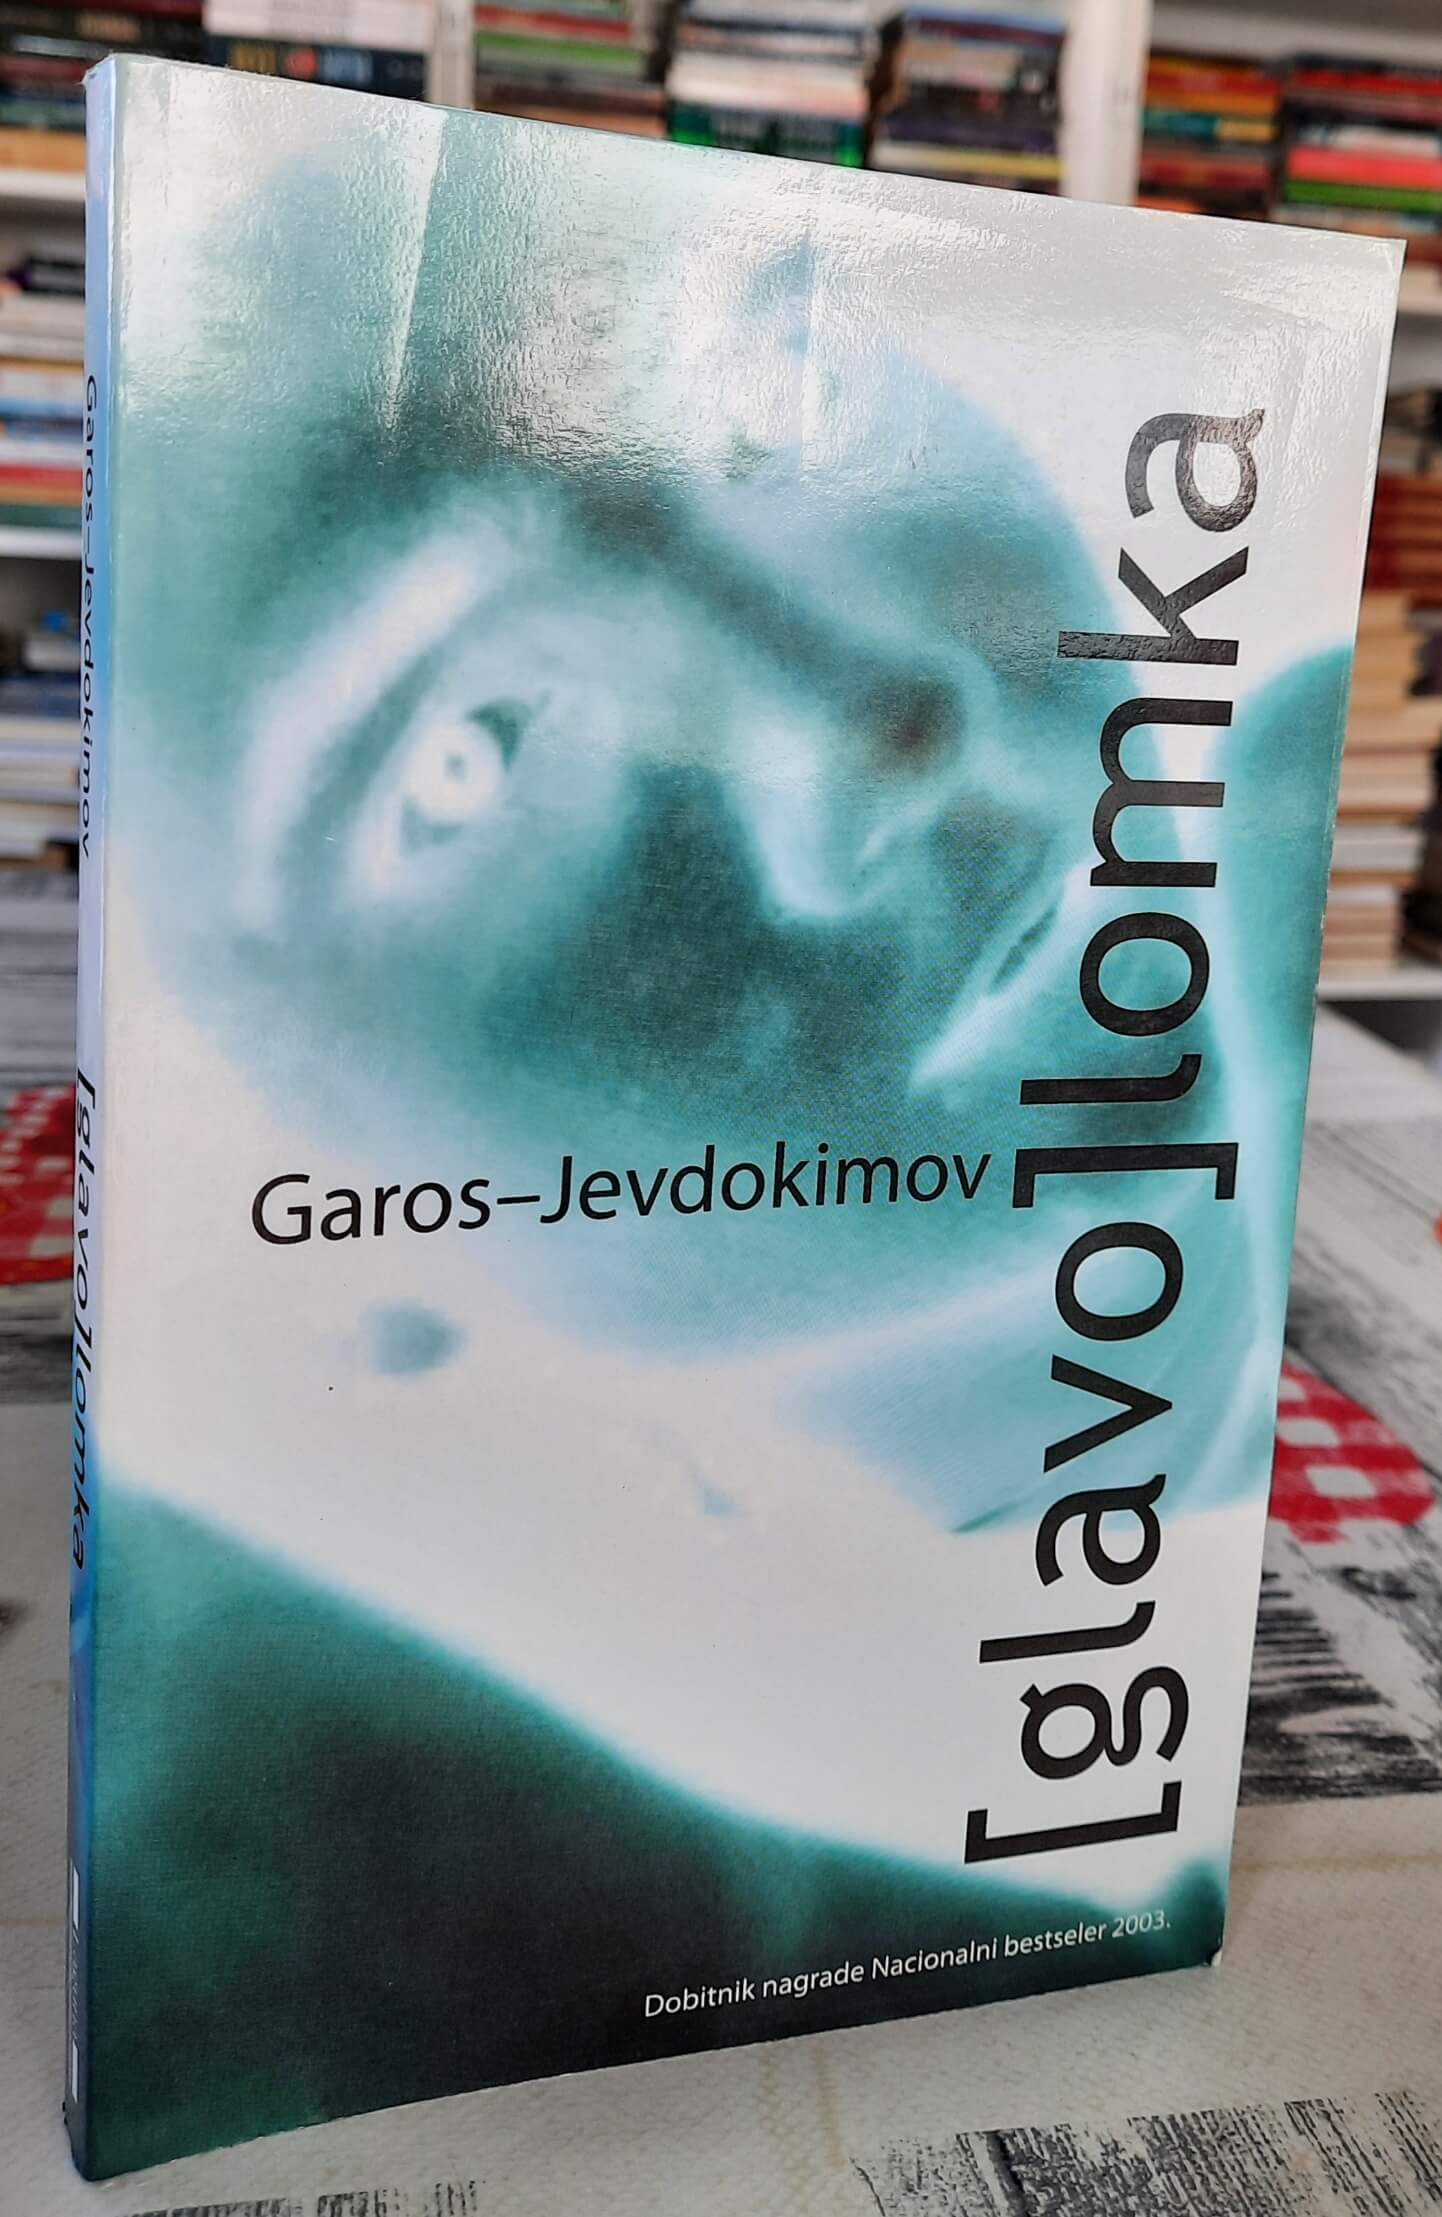 Garos–Jevdokimov
[glavo]lomka
Dobitnik nagrade Nacionalni bestseler 2003.
Garos–Jevdokimov
[glavo]lomka